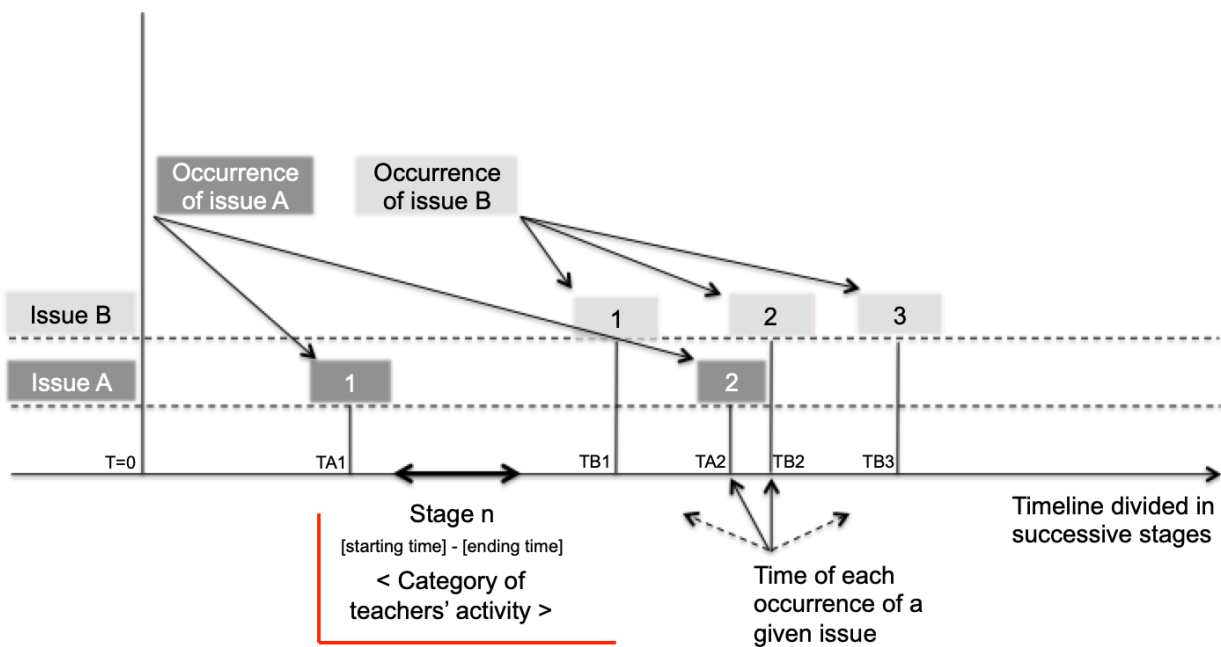 Occurrence
of issue A
Occurrence
of issue B
Issue B
1
2
3
Issue A
1
2
T=0
TA1
TB1
TA2
TB2
TB3
Stage n
[starting time] - [ending time]
< Category of
teachers’ activity >
Timeline divided in
successive stages
Time of each
occurrence of a
given issue